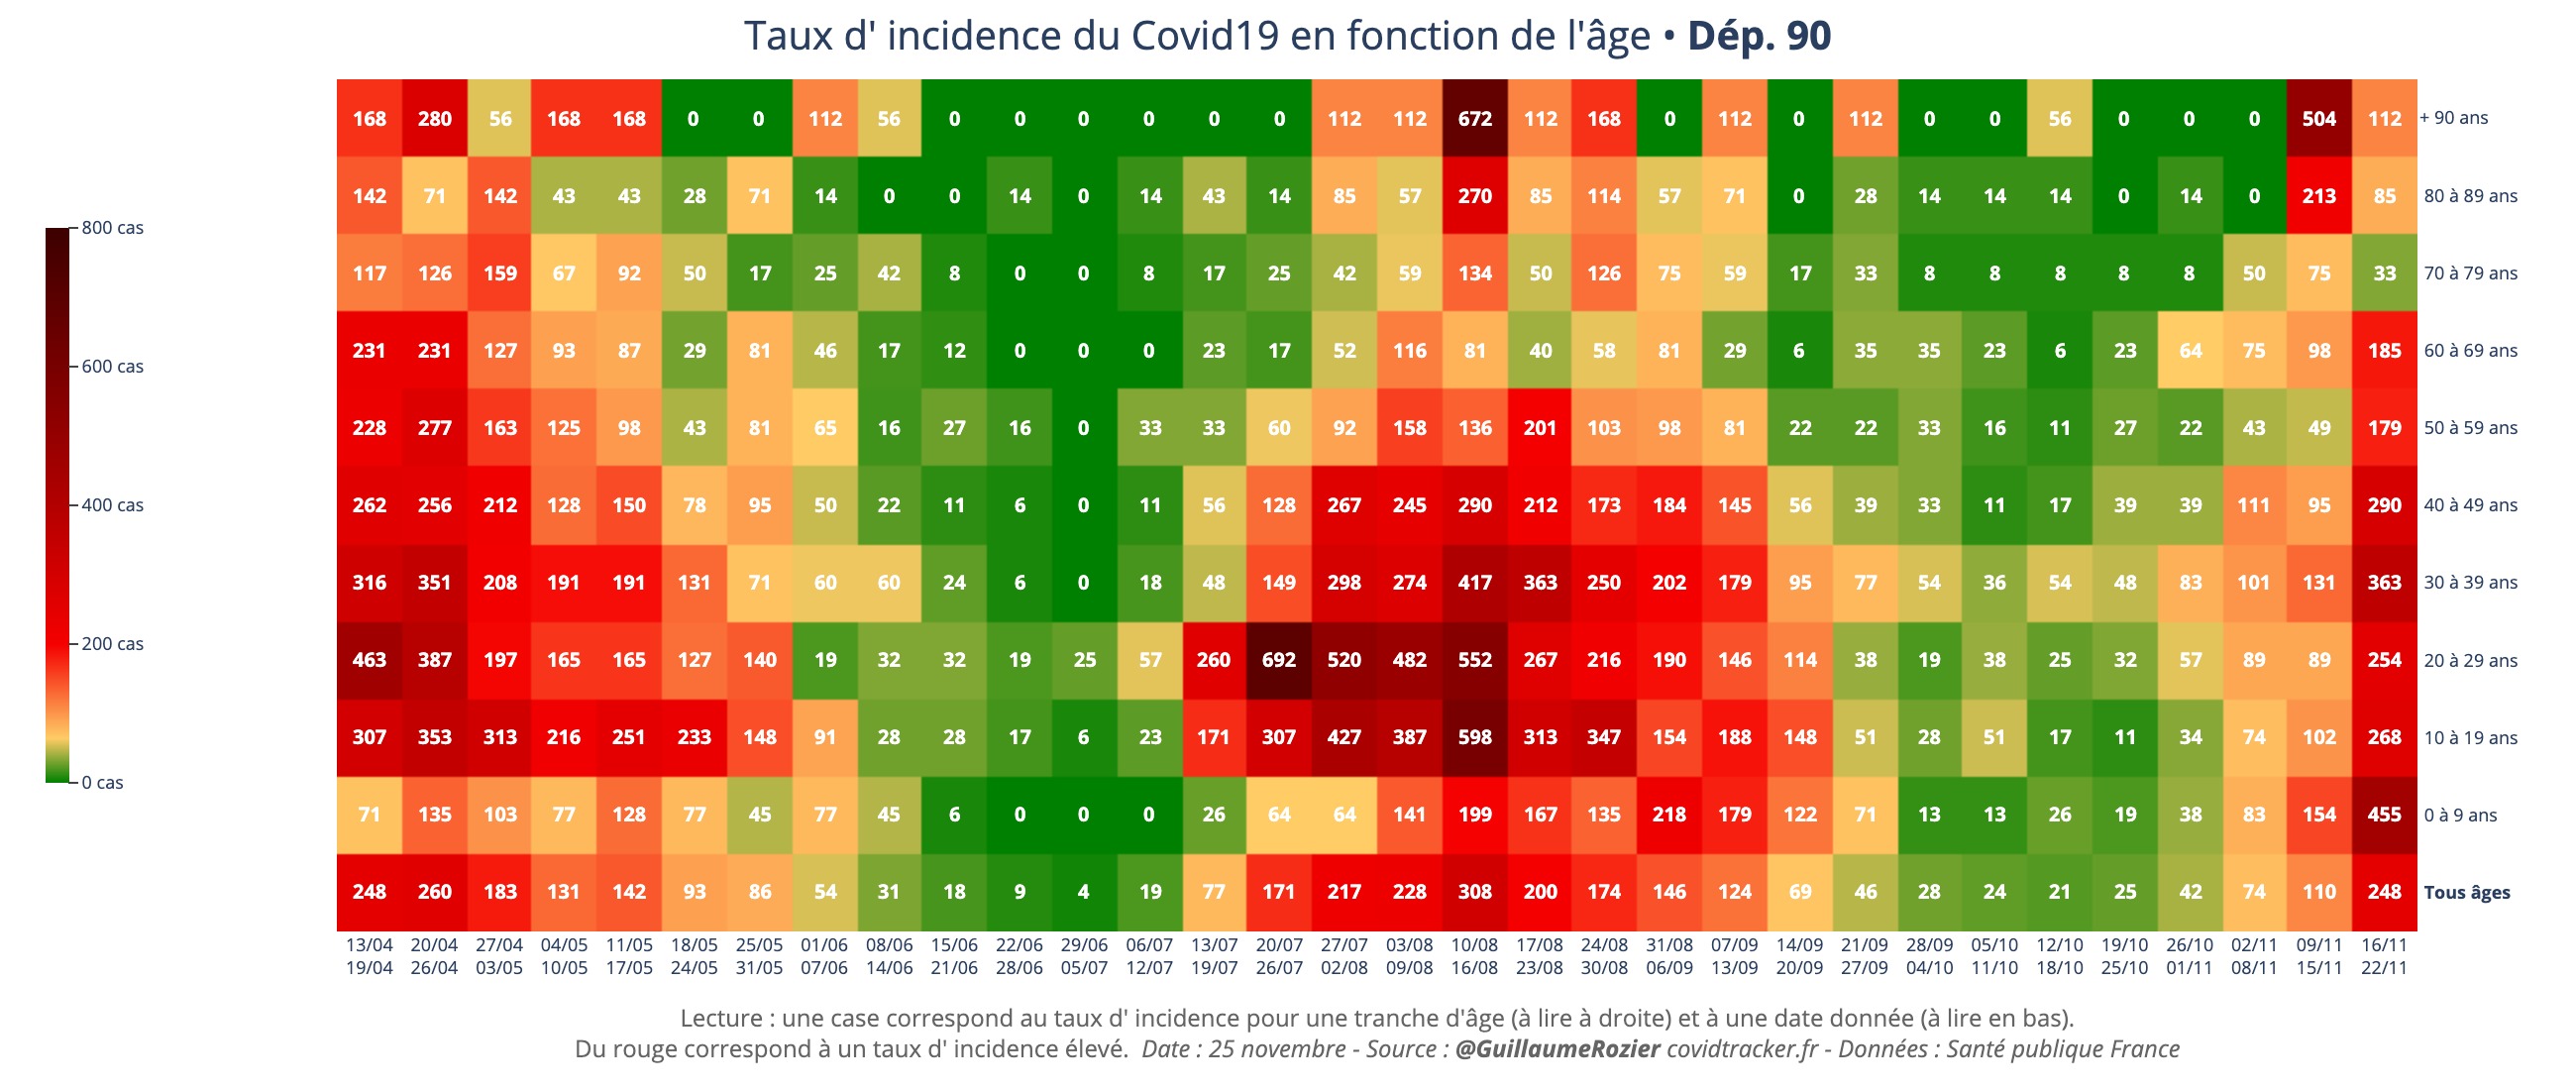 Taux d' incidence du Covid19 en fonction de l'âge • Dép. 90
168 280 56 168 168 0 0 112 56 0 0 0 0 0 0 112 112 672 112 168 0 112 0 112 0 0 56 0 0 0 504 112 + 90 ans
142 71 142 43 43 28 71 14 0 0 14 0 14 43 14 85 57 270 85 114 57 71 0 28 14 14 14 0 14 0 213 85 80 à 89 ans
800 cas
117 126 159 67 92 50 17 25 42 8 0 0 8 17 25 42 59 134 50 126 75 59 17 33 8 8 8 8 8 50 75 33 70 à 79 ans
231 231 127 93 87 29 81 46 17 12 0 0 0 23 17 52 116 81 40 58 81 29 6 35 35 23 6 23 64 75 98 185 60 à 69 ans
600 cas
228 277 163 125 98 43 81 65 16 27 16 0 33 33 60 92 158 136 201 103 98 81 22 22 33 16 11 27 22 43 49 179 50 à 59 ans
400 cas
262 256 212 128 150 78 95 50 22 11 6 0 11 56 128 267 245 290 212 173 184 145 56 39 33 11 17 39 39 111 95 290 40 à 49 ans
316 351 208 191 191 131 71 60 60 24 6 0 18 48 149 298 274 417 363 250 202 179 95 77 54 36 54 48 83 101 131 363 30 à 39 ans
200 cas
463 387 197 165 165 127 140 19 32 32 19 25 57 260 692 520 482 552 267 216 190 146 114 38 19 38 25 32 57 89 89 254 20 à 29 ans
307 353 313 216 251 233 148 91 28 28 17 6 23 171 307 427 387 598 313 347 154 188 148 51 28 51 17 11 34 74 102 268 10 à 19 ans
0 cas
71 135 103 77 128 77 45 77 45 6 0 0 0 26 64 64 141 199 167 135 218 179 122 71 13 13 26 19 38 83 154 455 0 à 9 ans
248 260 183 131 142 93 86 54 31 18 9 4 19 77 171 217 228 308 200 174 146 124 69 46 28 24 21 25 42 74 110 248 Tous âges
13/04 20/04 27/04 04/05 11/05 18/05 25/05 01/06 08/06 15/06 22/06 29/06 06/07 13/07 20/07 27/07 03/08 10/08 17/08 24/08 31/08 07/09 14/09 21/09 28/09 05/10 12/10 19/10 26/10 02/11 09/11 16/11
19/04 26/04 03/05 10/05 17/05 24/05 31/05 07/06 14/06 21/06 28/06 05/07 12/07 19/07 26/07 02/08 09/08 16/08 23/08 30/08 06/09 13/09 20/09 27/09 04/10 11/10 18/10 25/10 01/11 08/11 15/11 22/11
Lecture : une case correspond au taux d' incidence pour une tranche d'âge (à lire à droite) et à une date donnée (à lire en bas).
Du rouge correspond à un taux d' incidence élevé. Date : 25 novembre - Source : @GuillaumeRozier covidtracker.fr - Données : Santé publique France